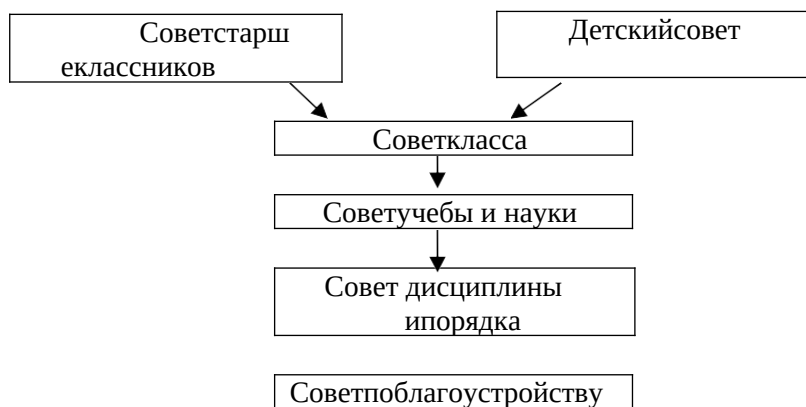 Советстарш
еклассников
Детскийсовет
Советкласса
Советучебы и науки
Совет дисциплины
ипорядка
Советпоблагоустройству